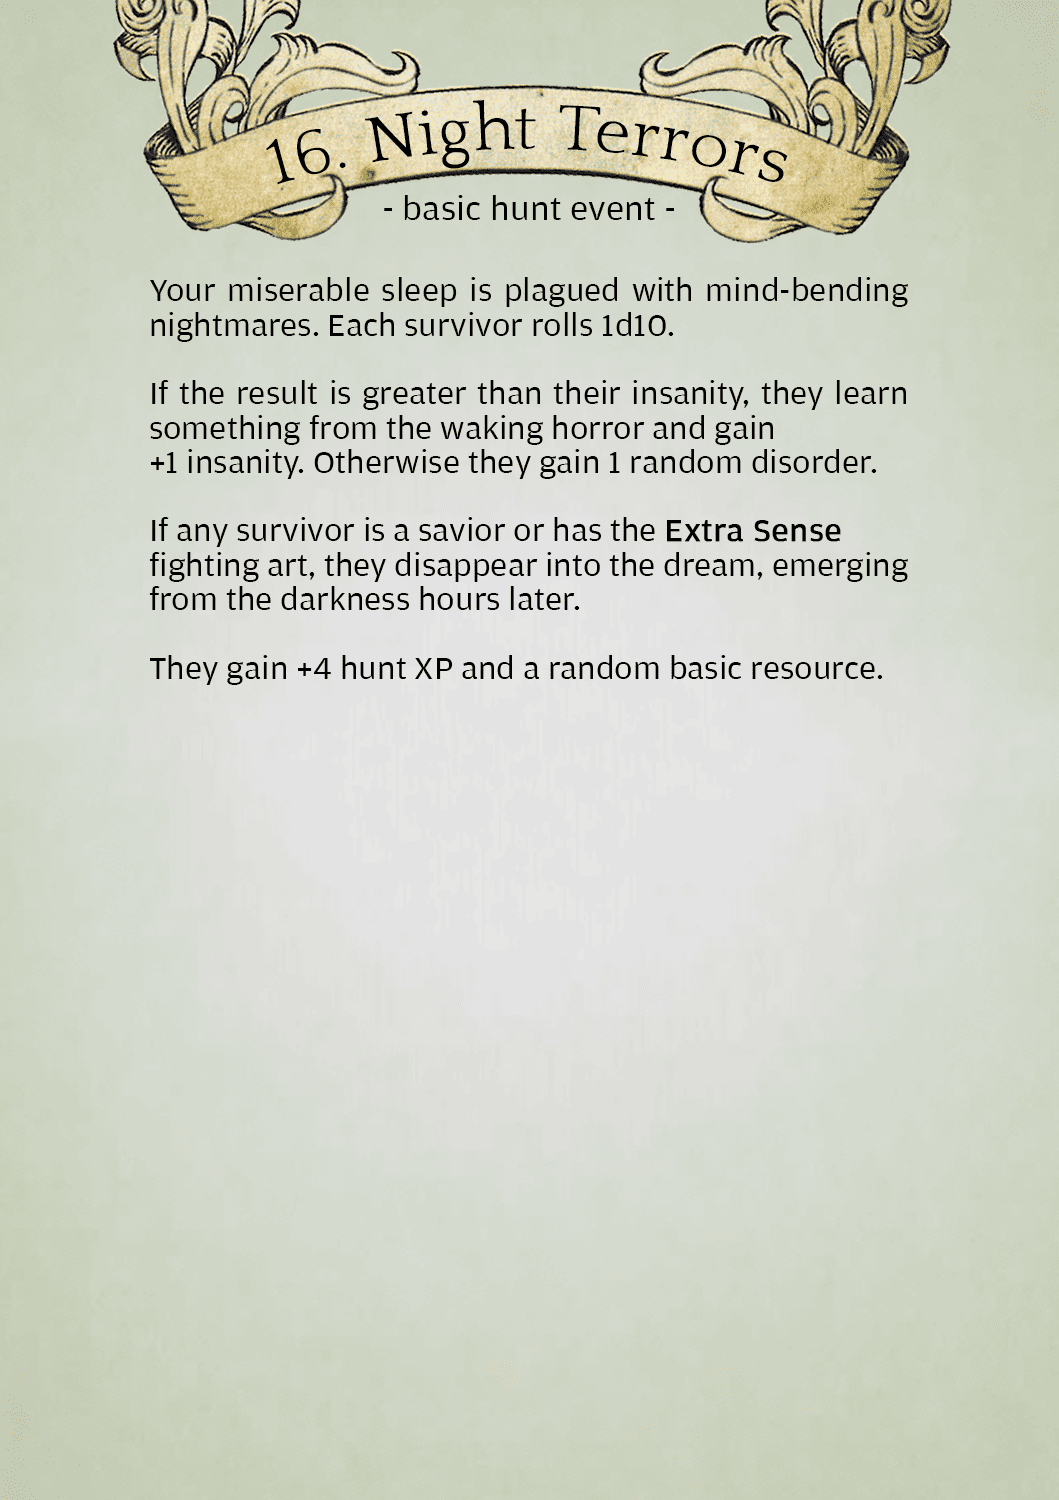 16. Night Terrors
- basic hunt event -
Your miserable sleep is plagued with mind-bending
nightmares. Each survivor rolls 1d10.
If the result is greater than their insanity, they learn
something from the waking horror and gain
+1 insanity. Otherwise they gain 1 random disorder.
If any survivor is a savior or has the Extra Sense
fighting art, they disappear into the dream, emerging
from the darkness hours later.
They gain +4 hunt XP and a random basic resource.